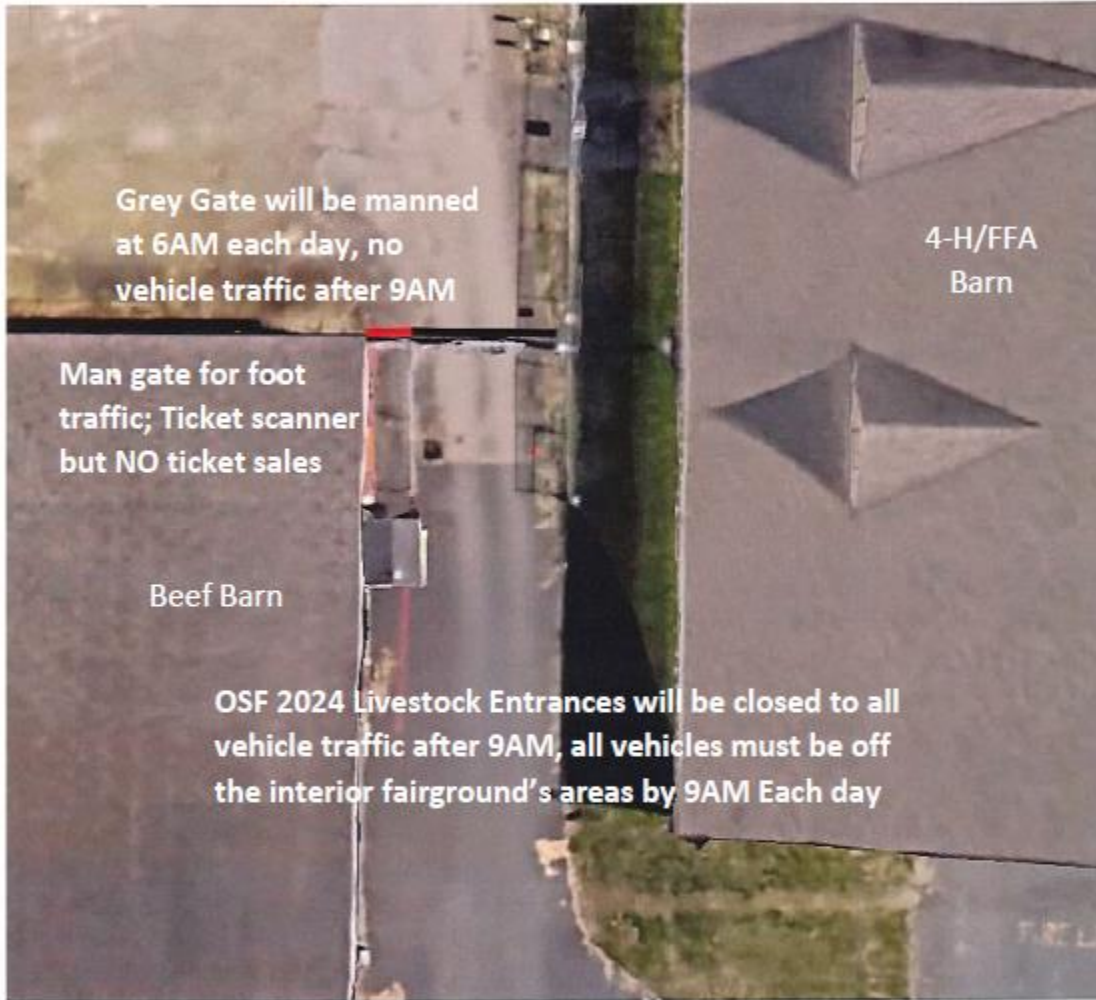 Grey Gate will be manned
at 6AM each day, no
vehicle traffic after 9AM
4-H/FFA
Barn
Man gate for foot
traffic; Ticket scanner
but NO ticket sales
Beef Barn
OSF 2024 Livestock Entrances will be closed to all
vehicle traffic after 9AM, all vehicles must be off
the interior fairground’s areas by 9AM Each day